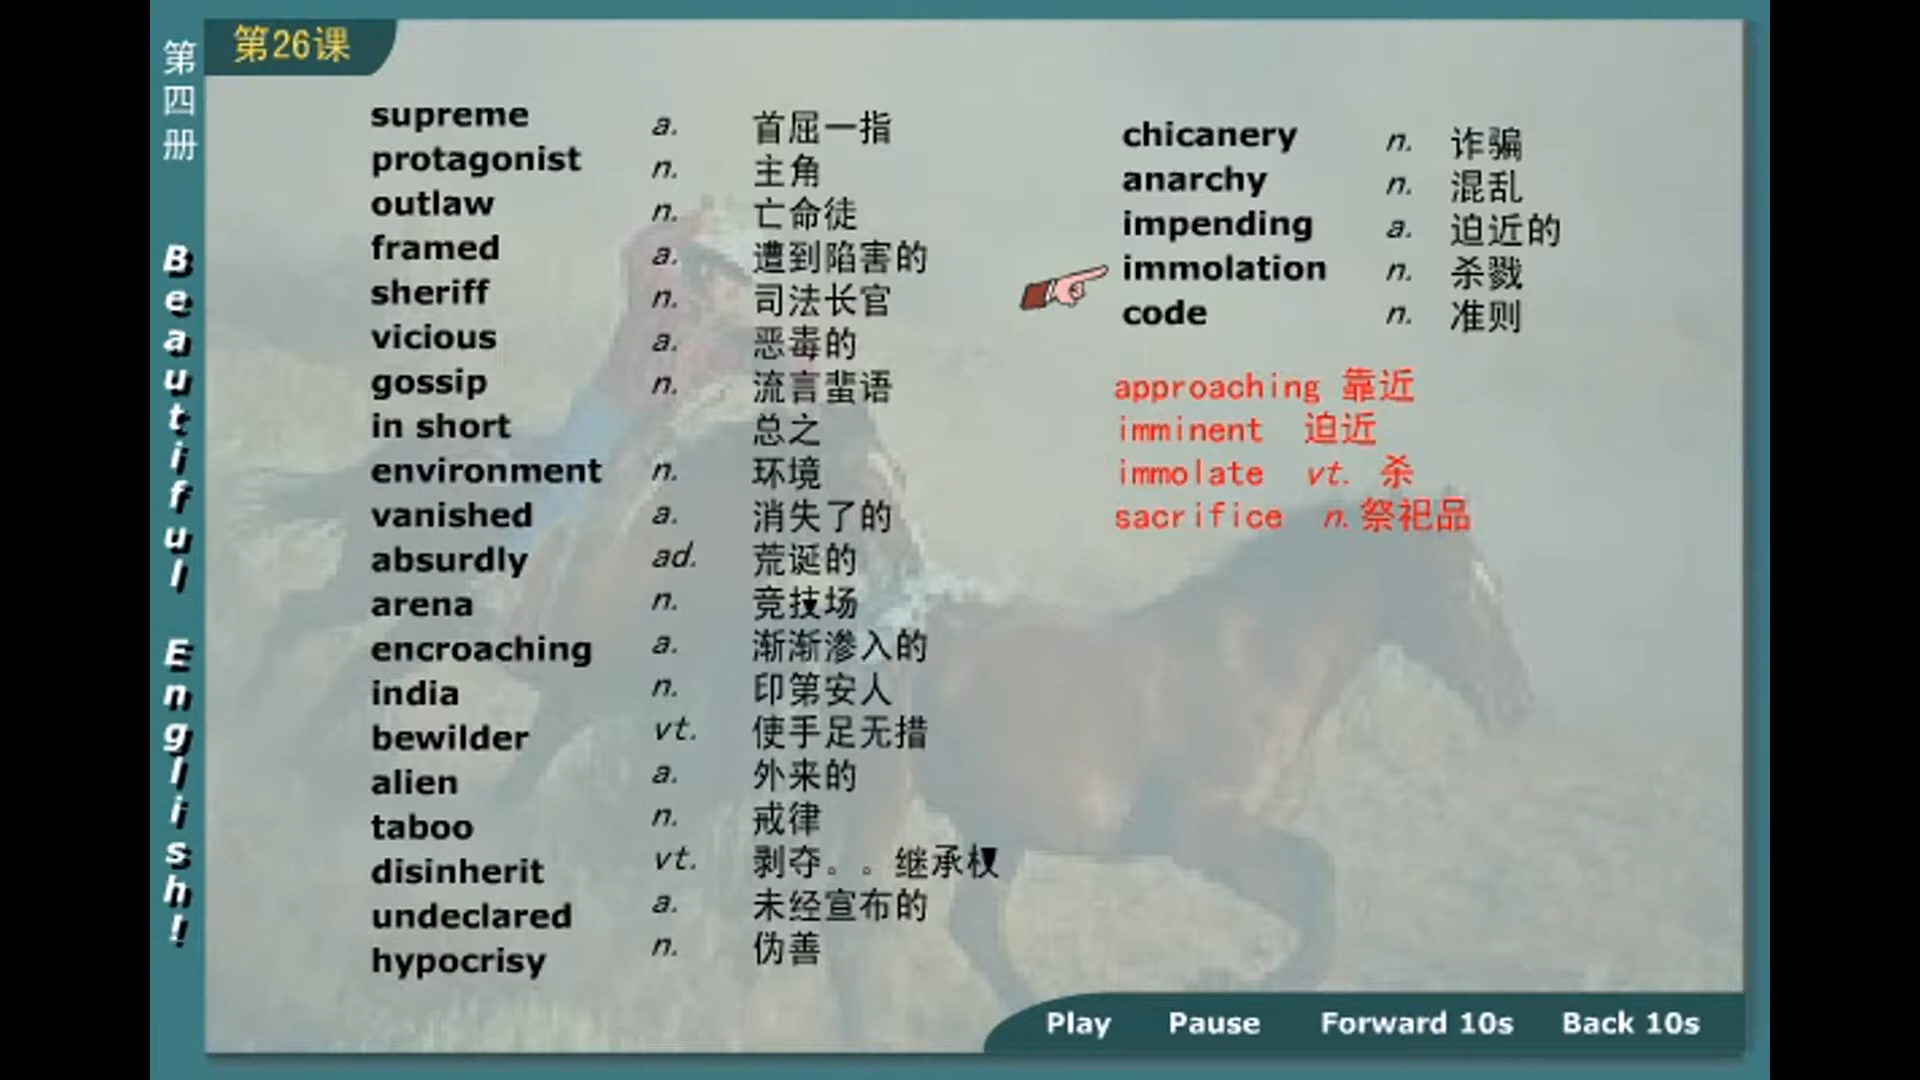 第26课
第四册
Beautiful English!
supreme a. 首屈一指
protagonist n. 主角
outlaw n. 亡命徒
framed a. 遭到陷害的
sheriff n. 司法长官
vicious a. 恶毒的
gossip n. 流言蜚语
in short 总之
environment n. 环境
vanished a. 消失了的
absurdly ad. 荒诞的
arena n. 竞技场
encroaching a. 渐渐渗入的
india n. 印第安人
bewilder vt. 使手足无措
alien a. 外来的
taboo n. 戒律
disinherit vt. 剥夺。。继承权
undeclared a. 未经宣布的
hypocrisy n. 伪善
chicanery n. 诈骗
anarchy n. 混乱
impending a. 迫近的
immolation n. 杀戮
code n. 准则
approaching 靠近
imminent 迫近
immolate vt. 杀
sacrifice n. 祭祀品
Play Pause Forward 10s Back 10s